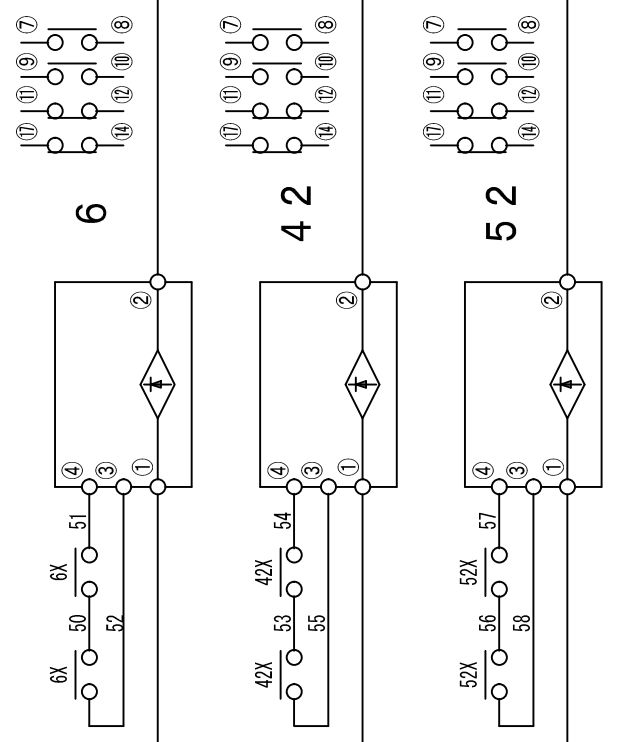 ⑦ ⑧ ⑦ ⑧ ⑦ ⑧
⑨ ⑩ ⑨ ⑩ ⑨ ⑩
⑪ ⑫ ⑪ ⑫ ⑪ ⑫
⑰ ⑭ ⑰ ⑭ ⑰ ⑭
6 42 52
② ② ②
④ ③ ① ④ ③ ① ④ ③ ①
51 54 57
6X 42X 52X
50 52 53 55 56 58
6X 42X 52X